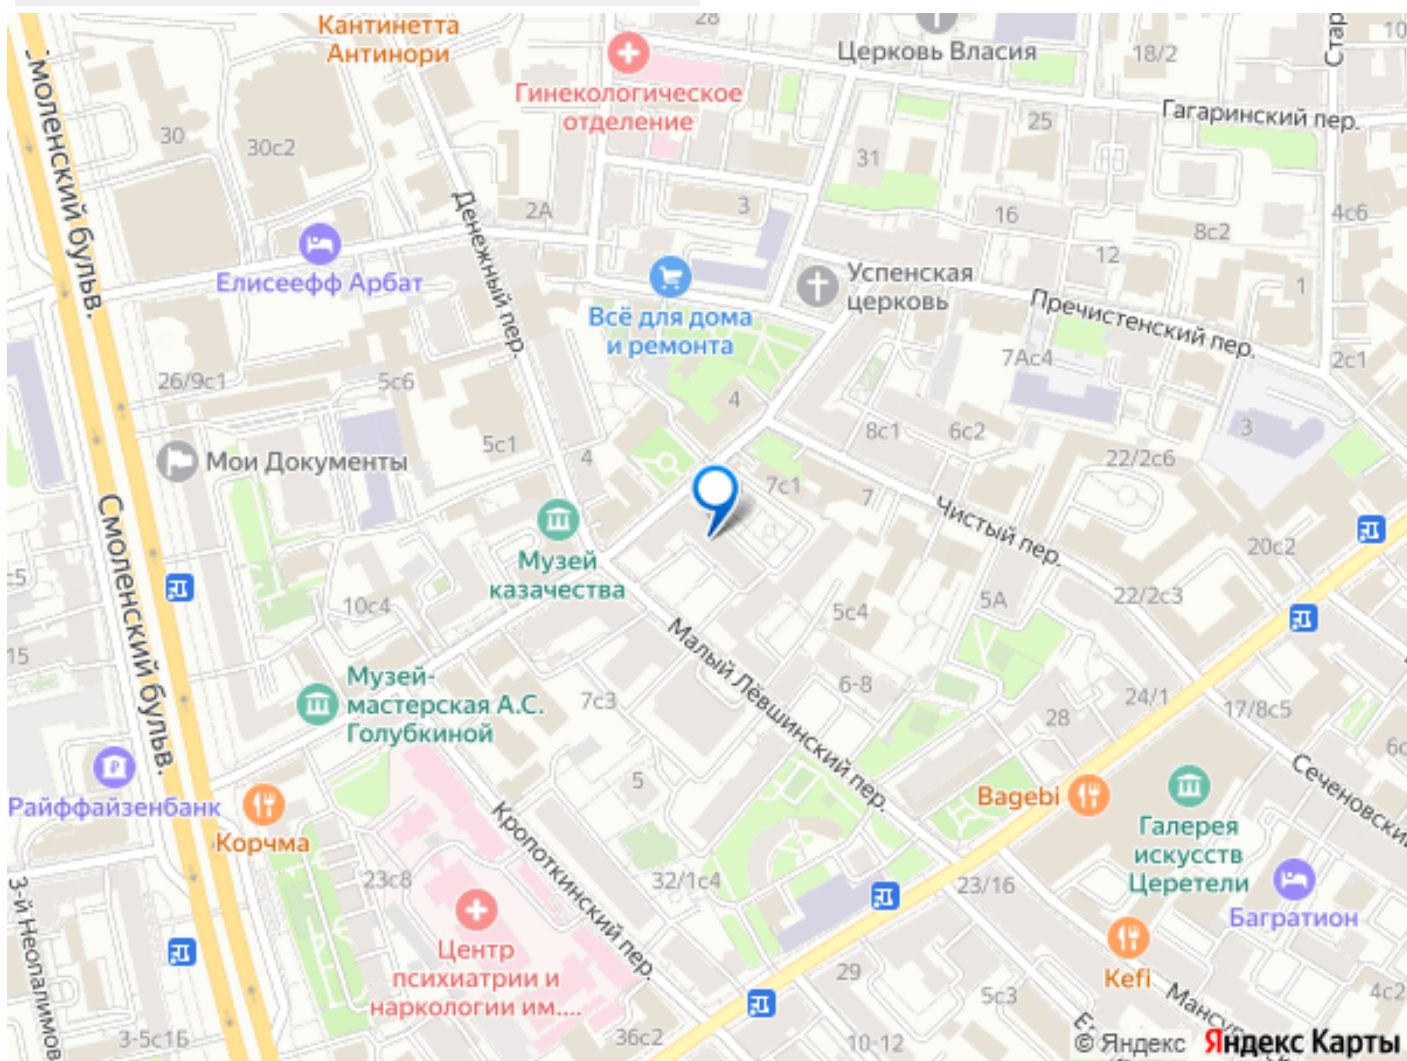 Кантинетта
Антинори
28
Церковь Власия
18/2
10
Стар
Смоленский бульв.
Гинекологическое
отделение
Гагаринский пер.
25
30
30с2
31
Денежный пер.
2А
3
16
4с6
8с2
12
Елисеефф Арбат
Успенская
церковь
1
Всё для дома
и ремонта
Пречистенский пер.
7Ас4
2с1
26/9с1
5с6
4
8с1
6с2
3
5с1
4
22/2с6
Мои Документы
7с1
7
Чистый пер.
Смоленский бульв.
Музей
казачества
20с2
с5
10с4
5с4
5А
22/2с3
15
Малый Лёвшинский пер.
Музей-
мастерская А.С.
Голубкиной
7с3
6-8
24/1
28
17/8с5
6с
Сеченовский
5
Bagebi
Райффайзенбанк
Корчма
Кропоткинский пер.
Галерея
искусств
Церетели
23с8
32/1с4
23/16
Багратион
3-й Неопалимов
Центр
психиатрии и
наркологии им....
29
Kefi
5с3
Мансу
4с2
3-5с1Б
36с2
10-12
© Яндекс
Яндекс Карты